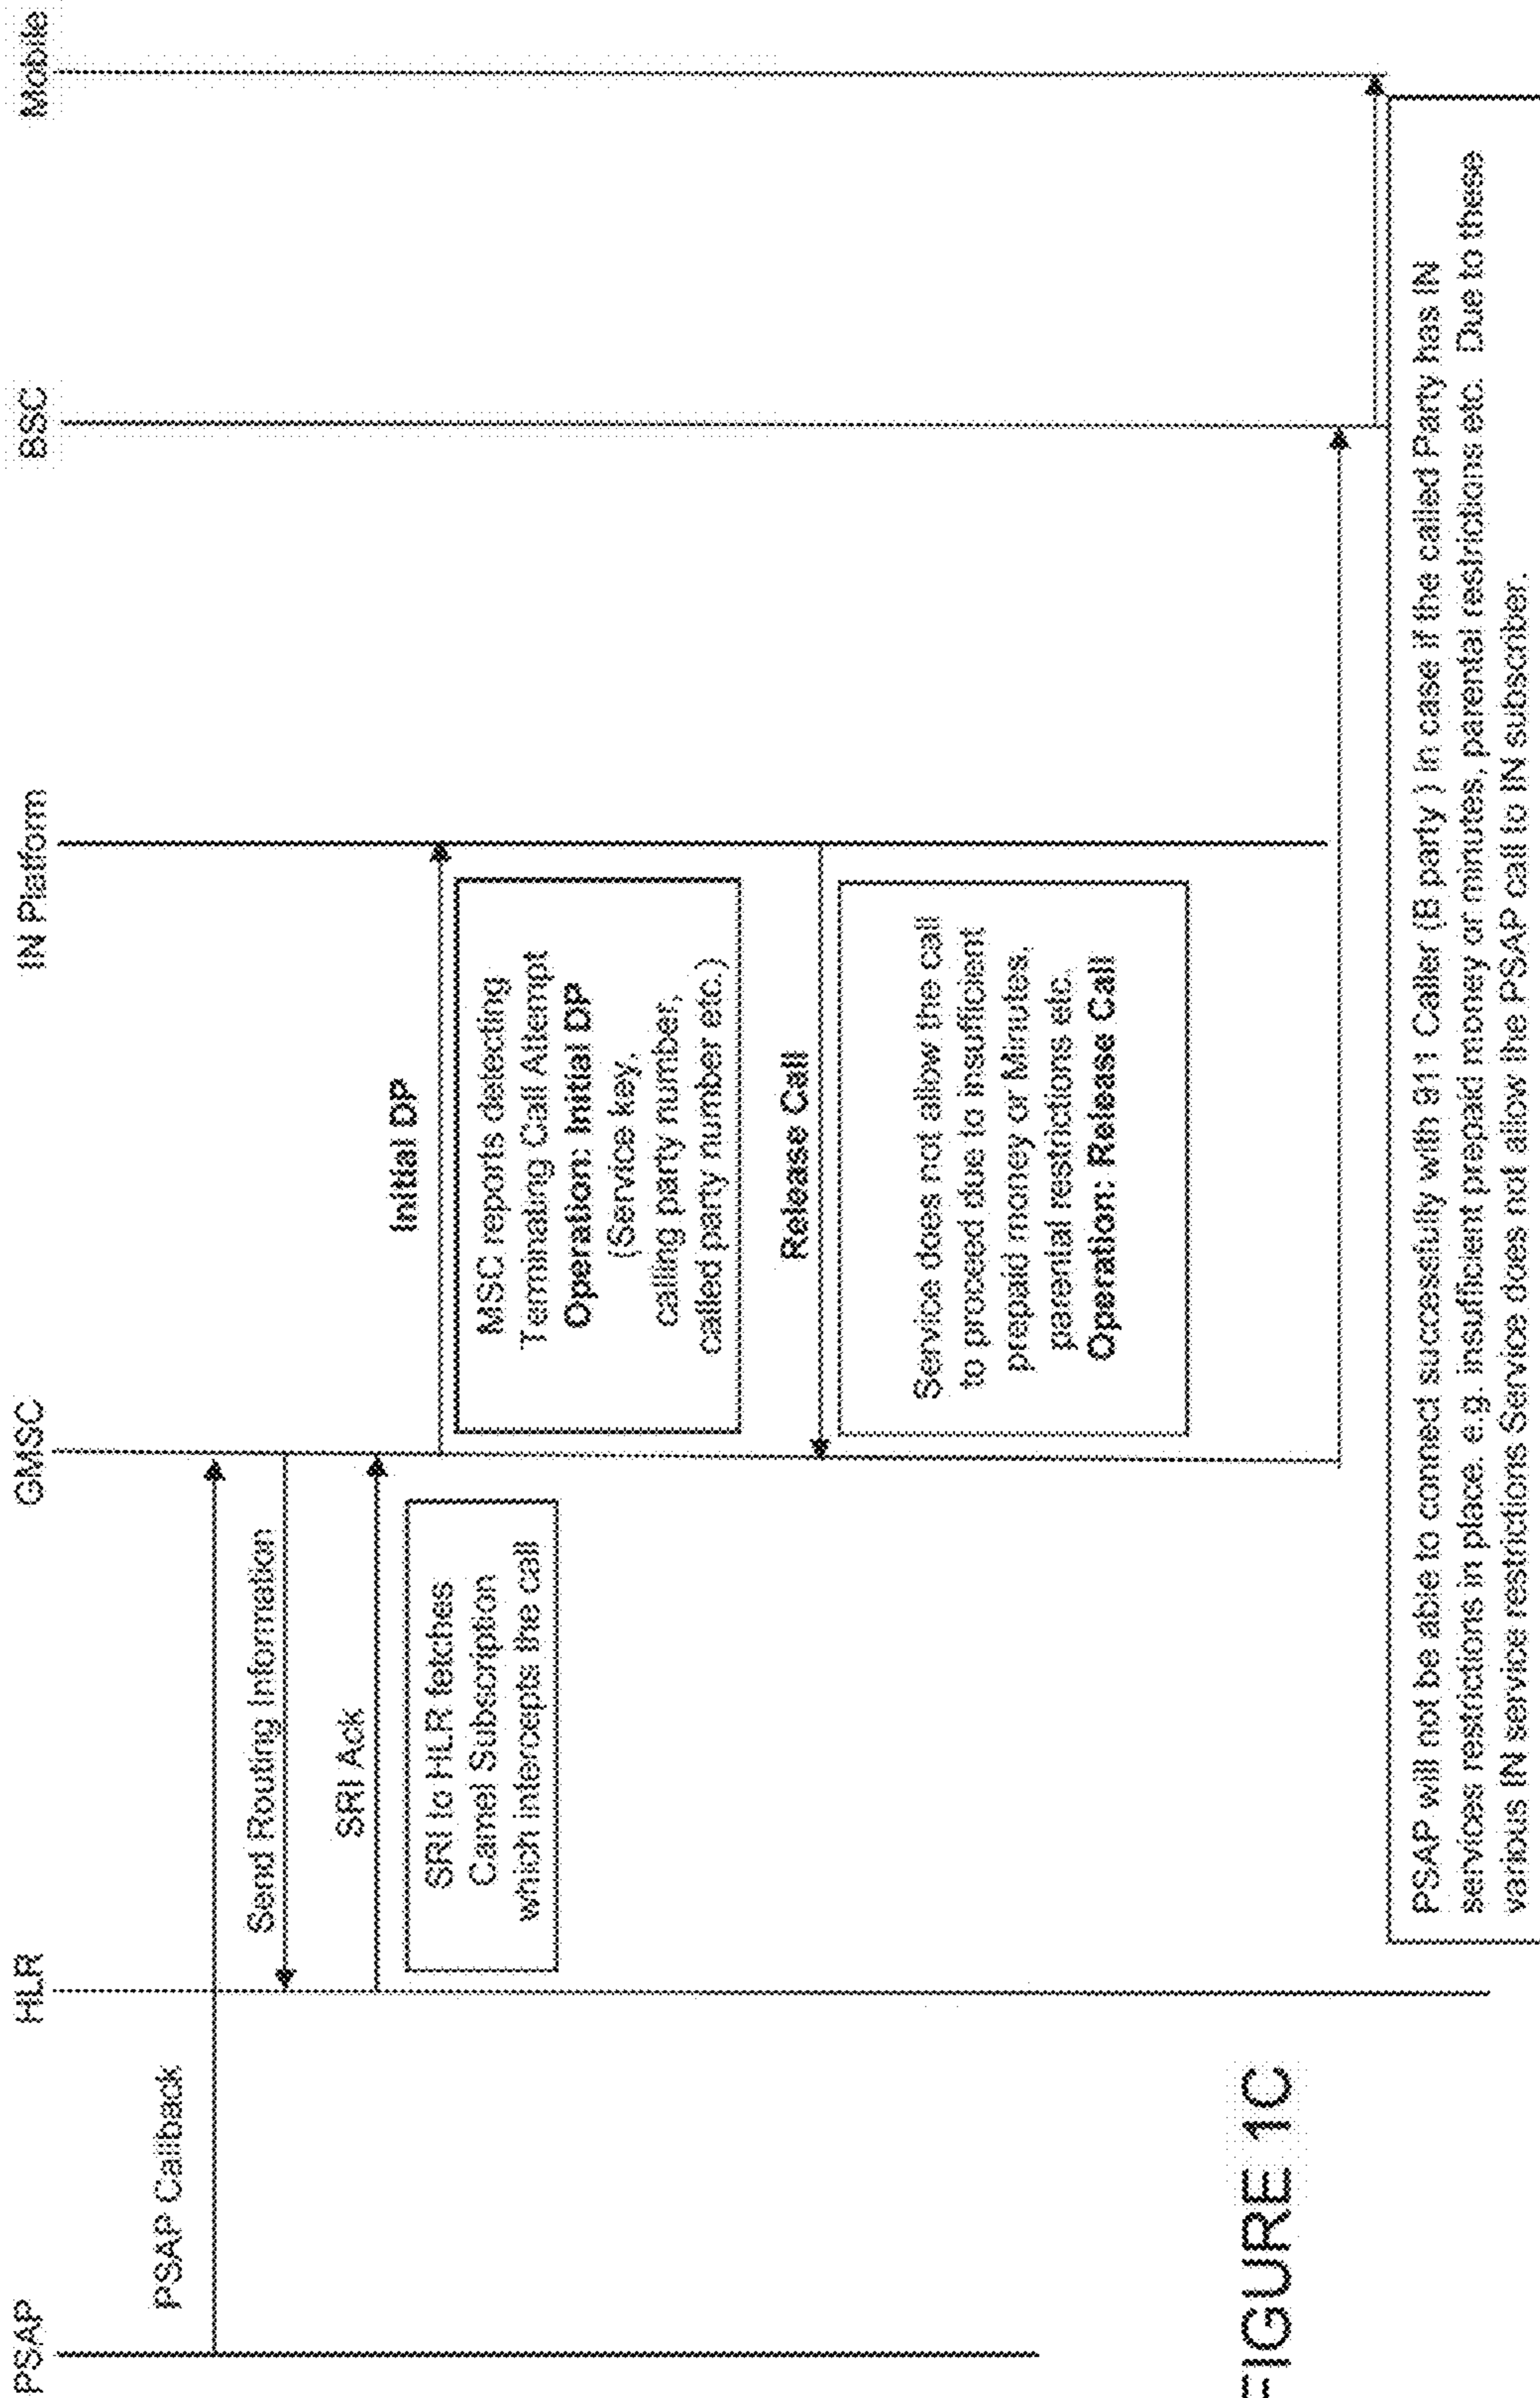 PSAP
HLR
GMSC
IN Platform
BSC
Mobile
PSAP Callback
Send Routing Information
SRI Ack
SRI to HLR fetches
Camel Subscription
which intercepts the call
Initial DP
MSC reports detecting
Terminating Call Attempt
Operation: Initial DP
(Service key,
calling party number,
called party number etc.)
Release Call
Service does not allow the call
to proceed due to insufficient
prepaid money or Minutes,
parental restrictions etc.
Operation: Release Call
PSAP will not be able to connect successfully with 911 Caller (B party ) in case if the called Party has IN
services restrictions in place, e.g. insufficient prepaid money or minutes, parental restrictions etc. Due to these
various IN service restrictions Service does not allow the PSAP call to IN subscriber.
FIGURE 1C